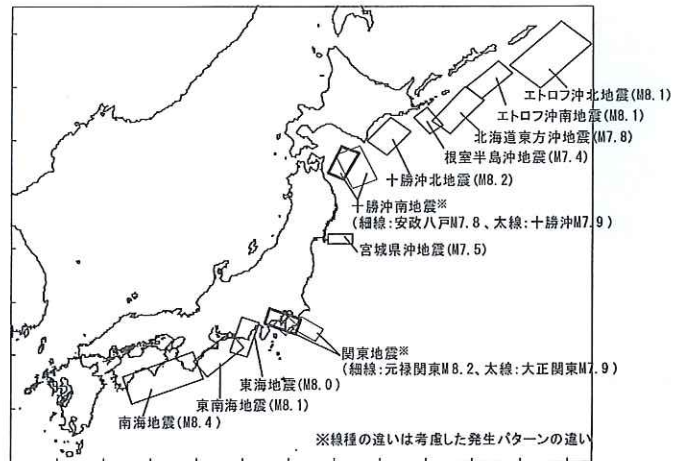 エトロフ沖北地震(M8.1)
エトロフ沖南地震(M8.1)
北海道東方沖地震(M7.8)
根室半島沖地震(M7.4)
十勝沖北地震(M8.2)
十勝沖南地震※
(細線:安政八戸M7.8、太線:十勝沖M7.9)
宮城県沖地震(M7.5)
関東地震※
(細線:元禄関東M8.2、太線:大正関東M7.9)
東海地震(M8.0)
東南海地震(M8.1)
南海地震(M8.4)
※線種の違いは考慮した発生パターンの違い